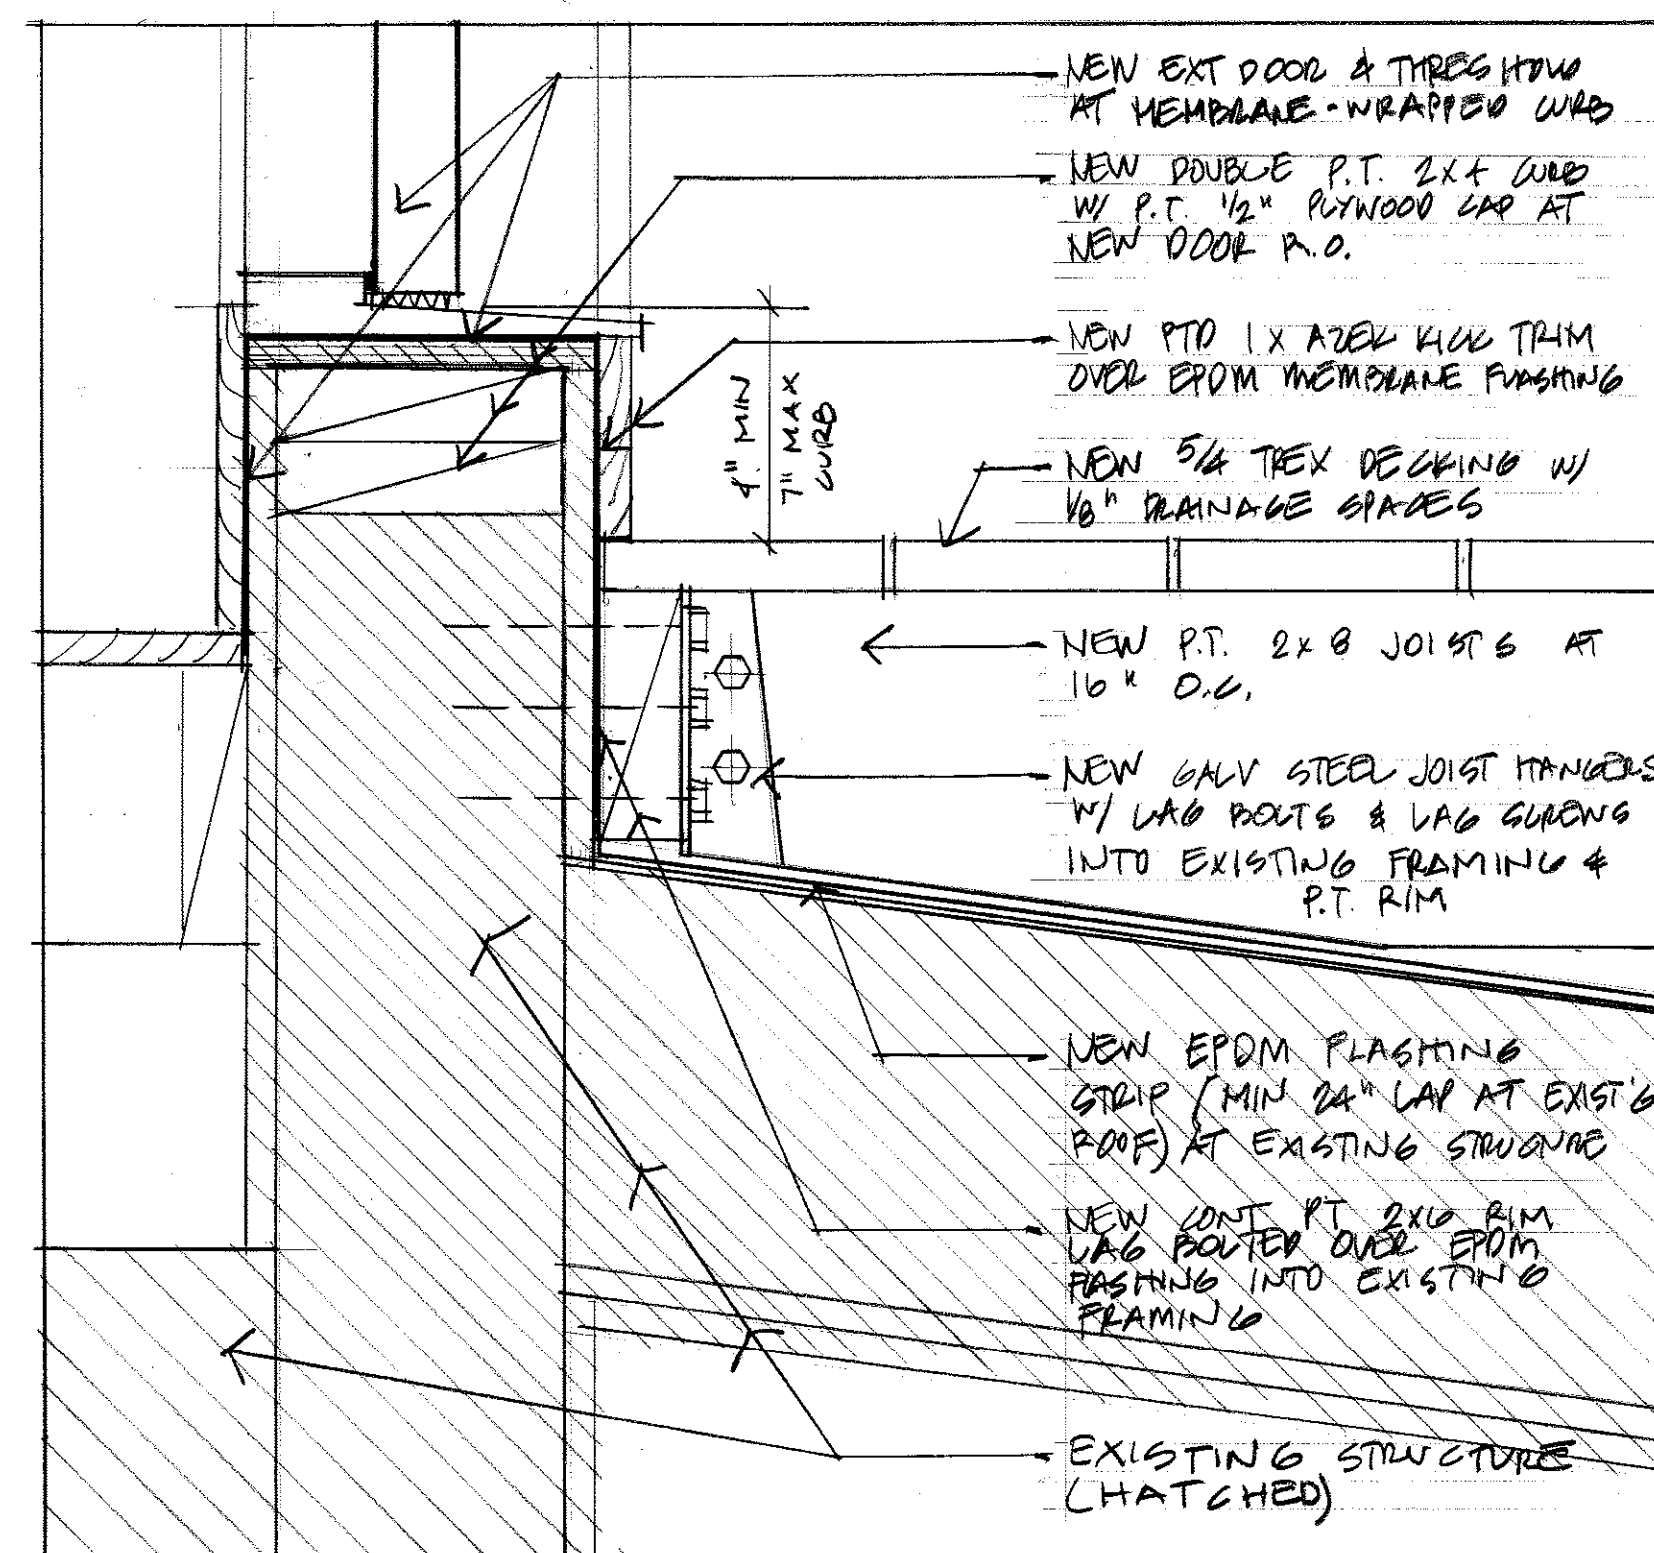 NEW EXT DOOR & THRESHOLD
AT MEMBRANE-WRAPPED CURB
NEW DOUBLE P.T. 2X4 CURB
W/ P.T. 1/2" PLYWOOD CAP AT
NEW DOOR R.O.
NEW PTD 1X AZEK KICK TRIM
OVER EPDM MEMBRANE FLASHING
4" MIN
7" MAX
CURB
NEW 5/4 TREX DECKING W/
1/8" DRAINAGE SPACES
NEW P.T. 2X8 JOISTS AT
16" O.C.
NEW GALV STEEL JOIST HANGERS
W/ LAG BOLTS & LAG SCREWS
INTO EXISTING FRAMING &
P.T. RIM
NEW EPDM FLASHING
STRIP (MIN 24" LAP AT EXIST'G
ROOF) AT EXISTING STRUCTURE
NEW CONT PT 2X6 RIM
LAG BOLTED OVER EPDM
FLASHING INTO EXISTING
FRAMING
EXISTING STRUCTURE
(HATCHED)